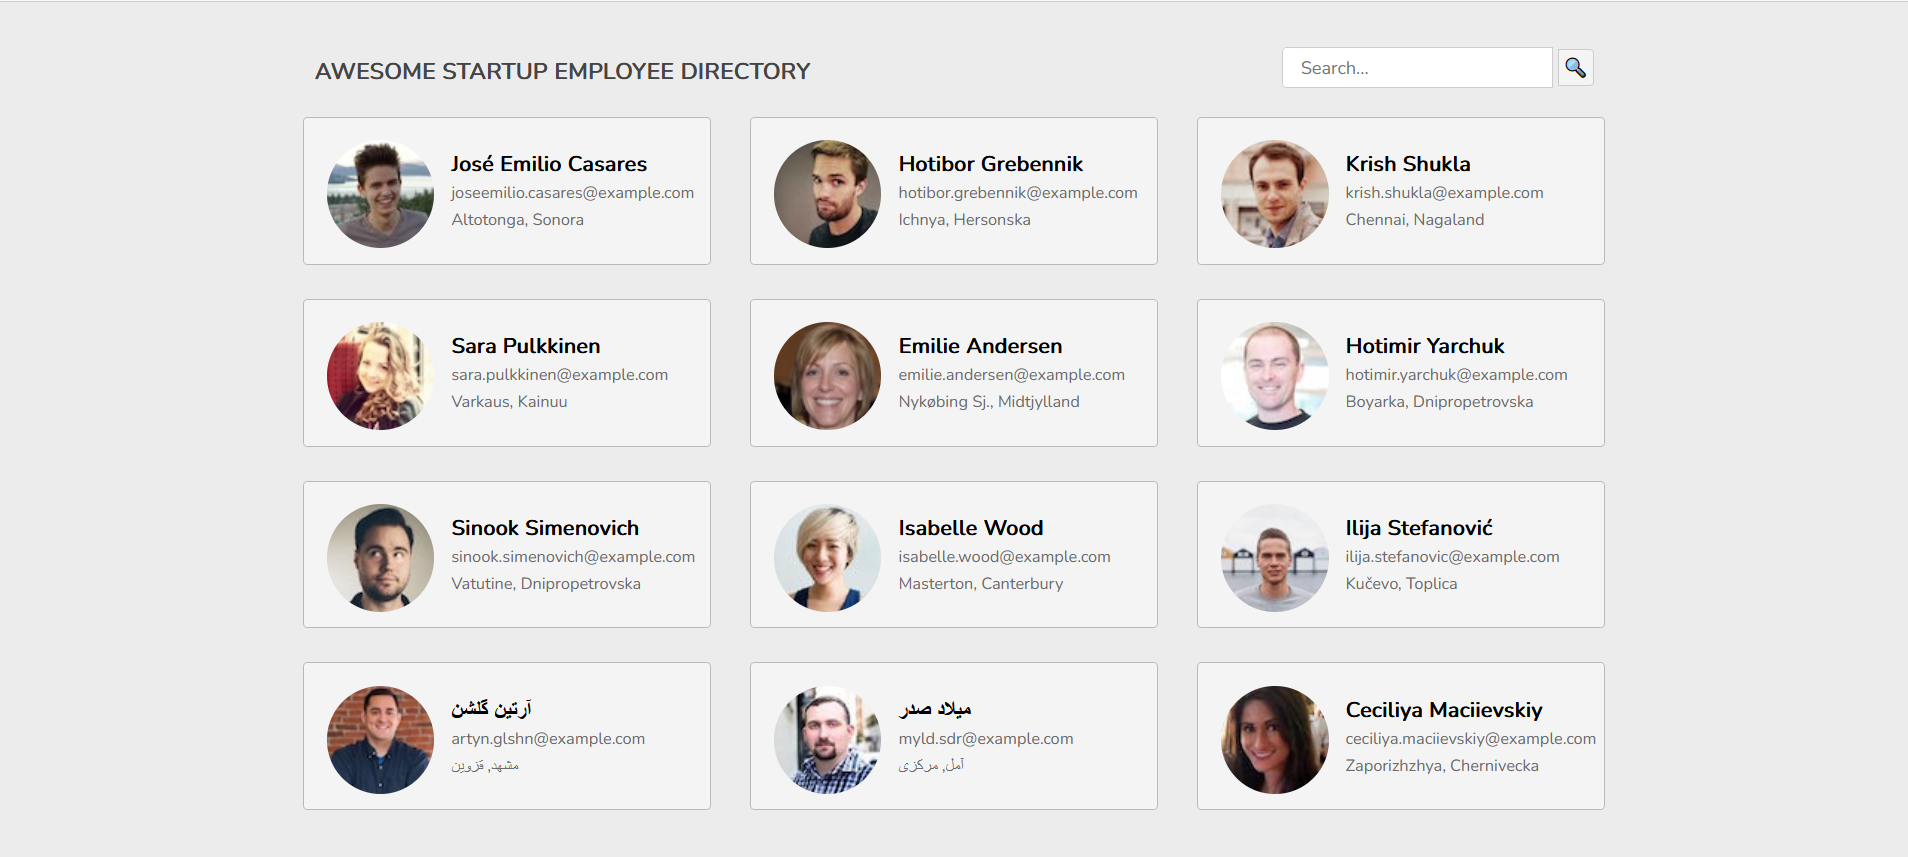 AWESOME STARTUP EMPLOYEE DIRECTORY
Search...
José Emilio Casares
joseemilio.casares@example.com
Altotonga, Sonora
Hotibor Grebennik
hotibor.grebennik@example.com
Ichnya, Hersonska
Krish Shukla
krish.shukla@example.com
Chennai, Nagaland
Sara Pulkkinen
sara.pulkkinen@example.com
Varkaus, Kainuu
Emilie Andersen
emilie.andersen@example.com
Nykøbing Sj., Midtjylland
Hotimir Yarchuk
hotimir.yarchuk@example.com
Boyarka, Dnipropetrovska
Sinook Simenovich
sinook.simenovich@example.com
Vatutine, Dnipropetrovska
Isabelle Wood
isabelle.wood@example.com
Masterton, Canterbury
Ilija Stefanović
ilija.stefanovic@example.com
Kučevo, Toplica
آرتین گلشن
artyn.glshn@example.com
مشهد, قزوین
میلاد صدر
myld.sdr@example.com
آمل, مرکزی
Ceciliya Maciievskiy
ceciliya.maciievskiy@example.com
Zaporizhzhya, Chernivecka